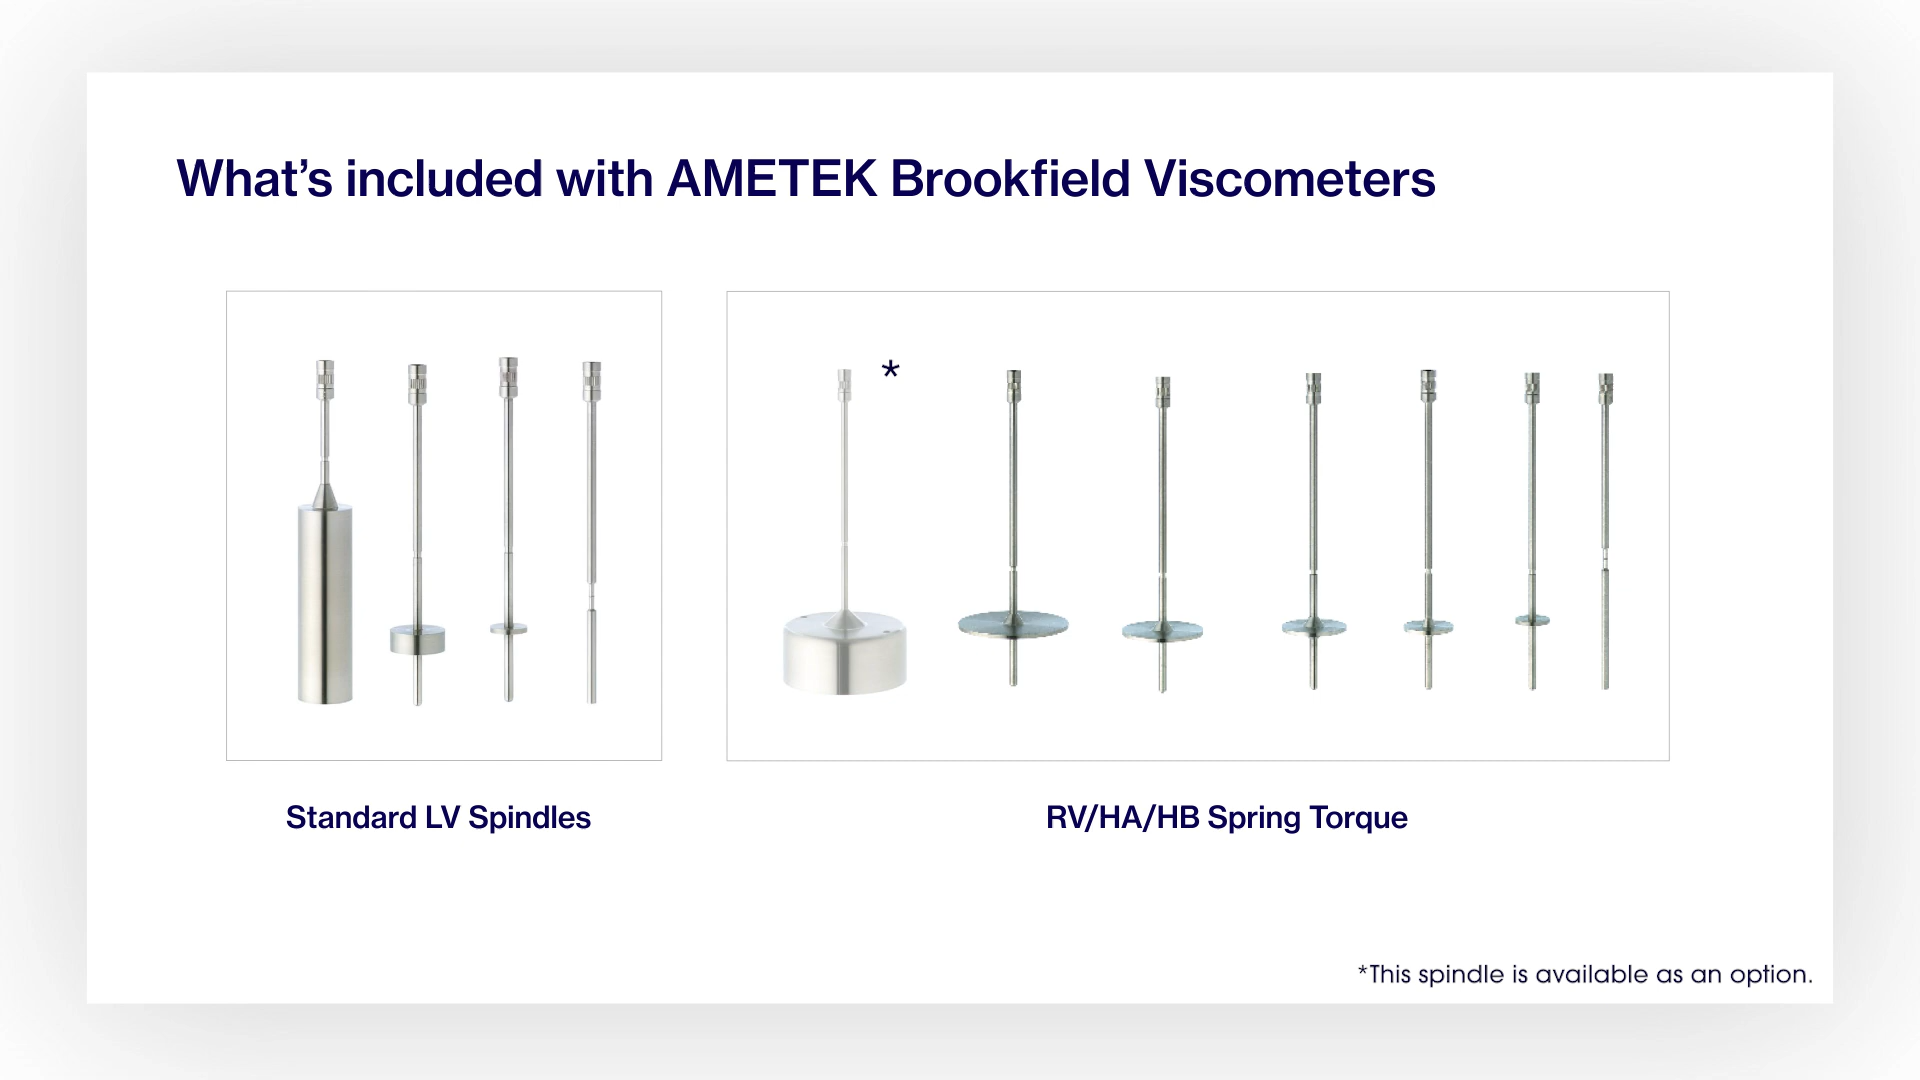 What’s included with AMETEK Brookfield Viscometers
*
Standard LV Spindles
RV/HA/HB Spring Torque
*This spindle is available as an option.